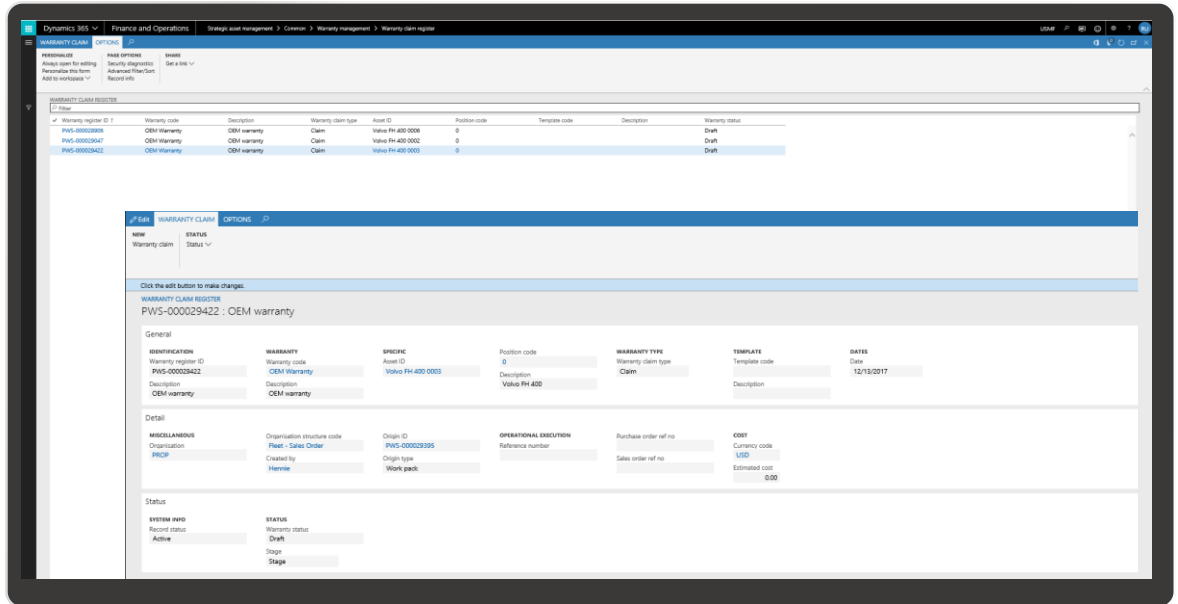 Dynamics 365 Finance and Operations Strategic asset management > Common > Warranty management > Warranty claim register USMF ? RU
WARRANTY CLAIM OPTIONS
PERSONALIZE PAGE OPTIONS SHARE
Always open for editing Security diagnostics Get a link
Personalize this form Advanced Filter/Sort
Add to workspace Record info
WARRANTY CLAIM REGISTER
Filter
Warranty register ID ↑ Warranty code Description Warranty claim type Asset ID Position code Template code Description Warranty status
PWS-000028906 OEM Warranty OEM warranty Claim Volvo FH 400 0006 0 Draft
PWS-000029047 OEM Warranty OEM warranty Claim Volvo FH 400 0002 0 Draft
PWS-000029422 OEM Warranty OEM warranty Claim Volvo FH 400 0003 0 Draft
Edit WARRANTY CLAIM OPTIONS
NEW STATUS
Warranty claim Status
Click the edit button to make changes.
WARRANTY CLAIM REGISTER
PWS-000029422 : OEM warranty
General
IDENTIFICATION WARRANTY SPECIFIC Position code WARRANTY TYPE TEMPLATE DATES
Warranty register ID Warranty code Asset ID 0 Warranty claim type Template code Date
PWS-000029422 OEM Warranty Volvo FH 400 0003 Description Claim 12/13/2017
Description Description Volvo FH 400 Description
OEM warranty OEM warranty
Detail
MISCELLANEOUS Organisation structure code Origin ID OPERATIONAL EXECUTION Purchase order ref no COST
Organization Fleet - Sales Order PWS-000029395 Reference number Currency code
PROP Created by Origin type Sales order ref no USD
Hennie Work pack Estimated cost
0.00
Status
SYSTEM INFO STATUS
Record status Warranty status
Active Draft
Stage
Stage